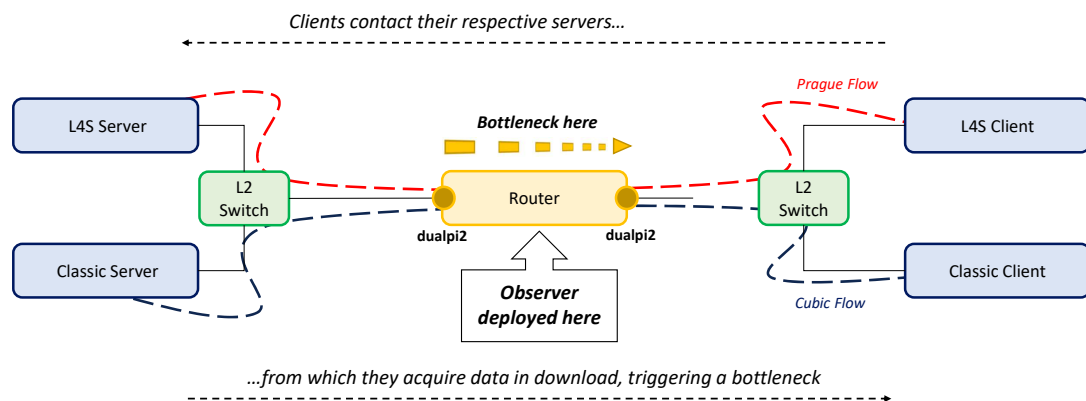 Clients contact their respective servers…
Prague Flow
L4S Server
Bottleneck here
L4S Client
L2
Switch
Router
L2
Switch
dualpi2
dualpi2
Classic Server
Observer
deployed here
Classic Client
Cubic Flow
…from which they acquire data in download, triggering a bottleneck